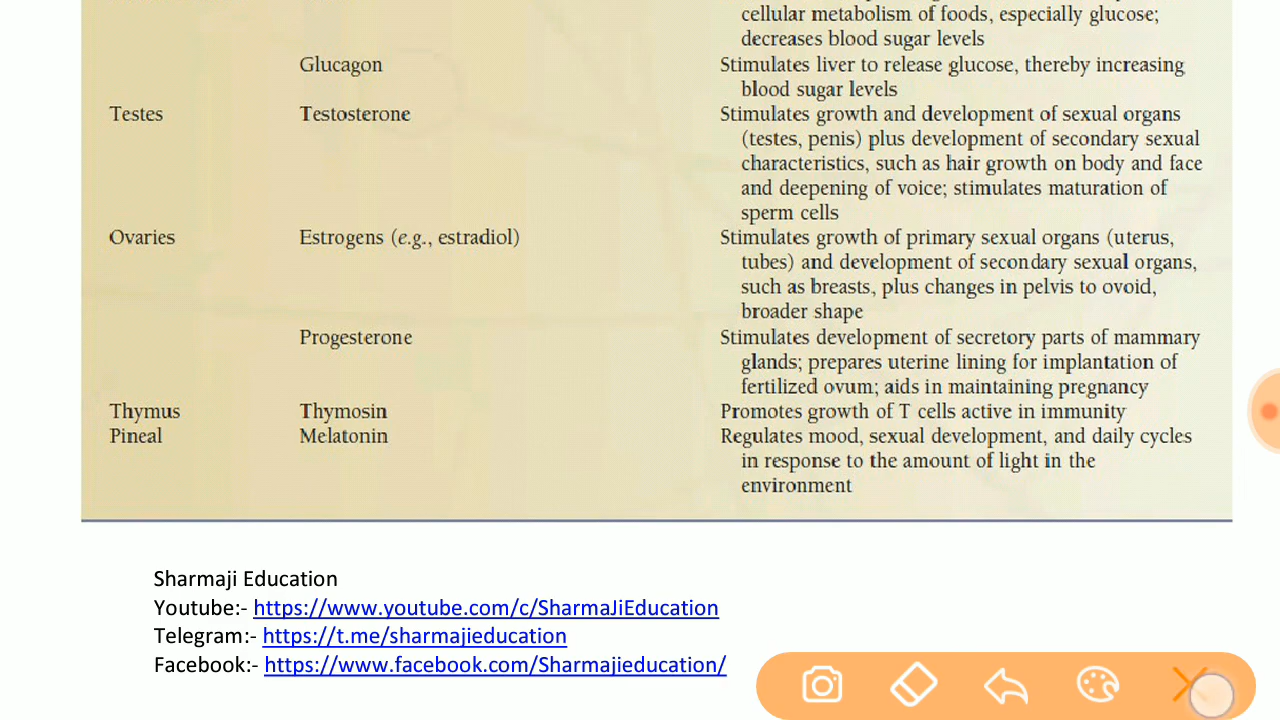 cellular metabolism of foods, especially glucose;
decreases blood sugar levels
Glucagon Stimulates liver to release glucose, thereby increasing
blood sugar levels
Testes Testosterone Stimulates growth and development of sexual organs
(testes, penis) plus development of secondary sexual
characteristics, such as hair growth on body and face
and deepening of voice; stimulates maturation of
sperm cells
Ovaries Estrogens (e.g., estradiol) Stimulates growth of primary sexual organs (uterus,
tubes) and development of secondary sexual organs,
such as breasts, plus changes in pelvis to ovoid,
broader shape
Progesterone Stimulates development of secretory parts of mammary
glands; prepares uterine lining for implantation of
fertilized ovum; aids in maintaining pregnancy
Thymus Thymosin Promotes growth of T cells active in immunity
Pineal Melatonin Regulates mood, sexual development, and daily cycles
in response to the amount of light in the
environment
Sharmaji Education
Youtube:- https://www.youtube.com/c/SharmaJiEducation
Telegram:- https://t.me/sharmajieducation
Facebook:- https://www.facebook.com/Sharmajieducation/